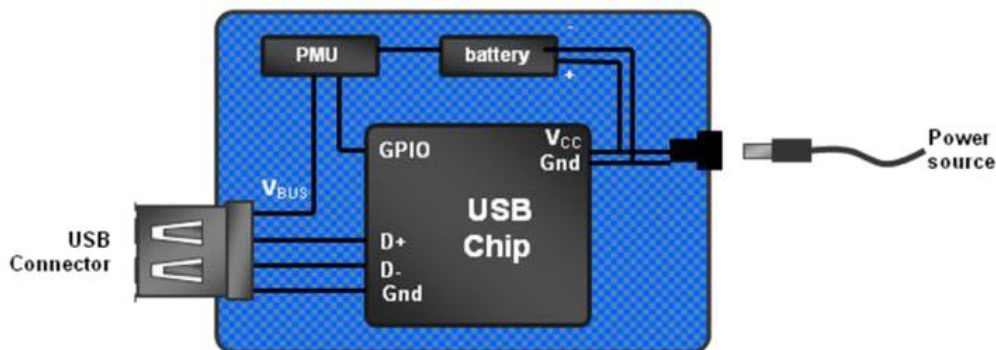 PMU
battery
-
+
GPIO
VCC
Gnd
Power
source
VBUS
USB
Chip
USB
Connector
D+
D-
Gnd